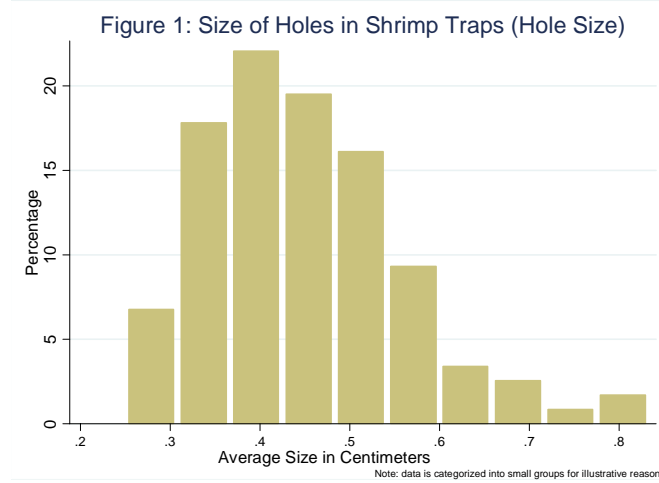 Figure 1: Size of Holes in Shrimp Traps (Hole Size)
Percentage
20
15
10
5
0
.2 .3 .4 .5 .6 .7 .8
Average Size in Centimeters
Note: data is categorized into small groups for illustrative reason